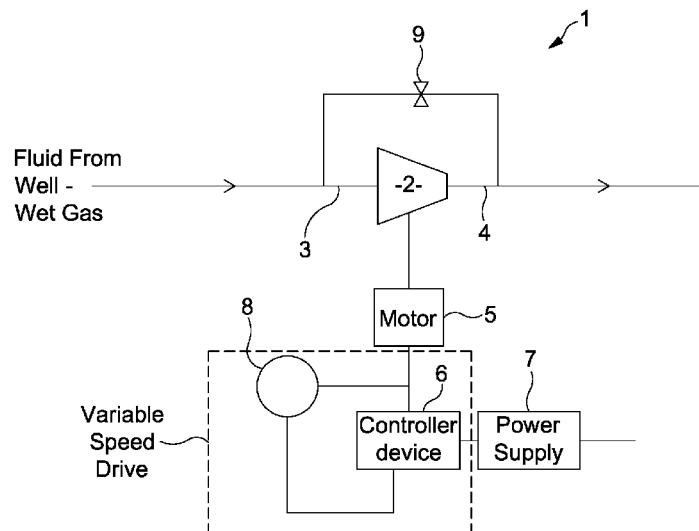 1
9
Fluid From
Well -
Wet Gas
-2-
3
4
Motor
5
8
6
7
Variable
Speed
Drive
Controller
device
Power
Supply